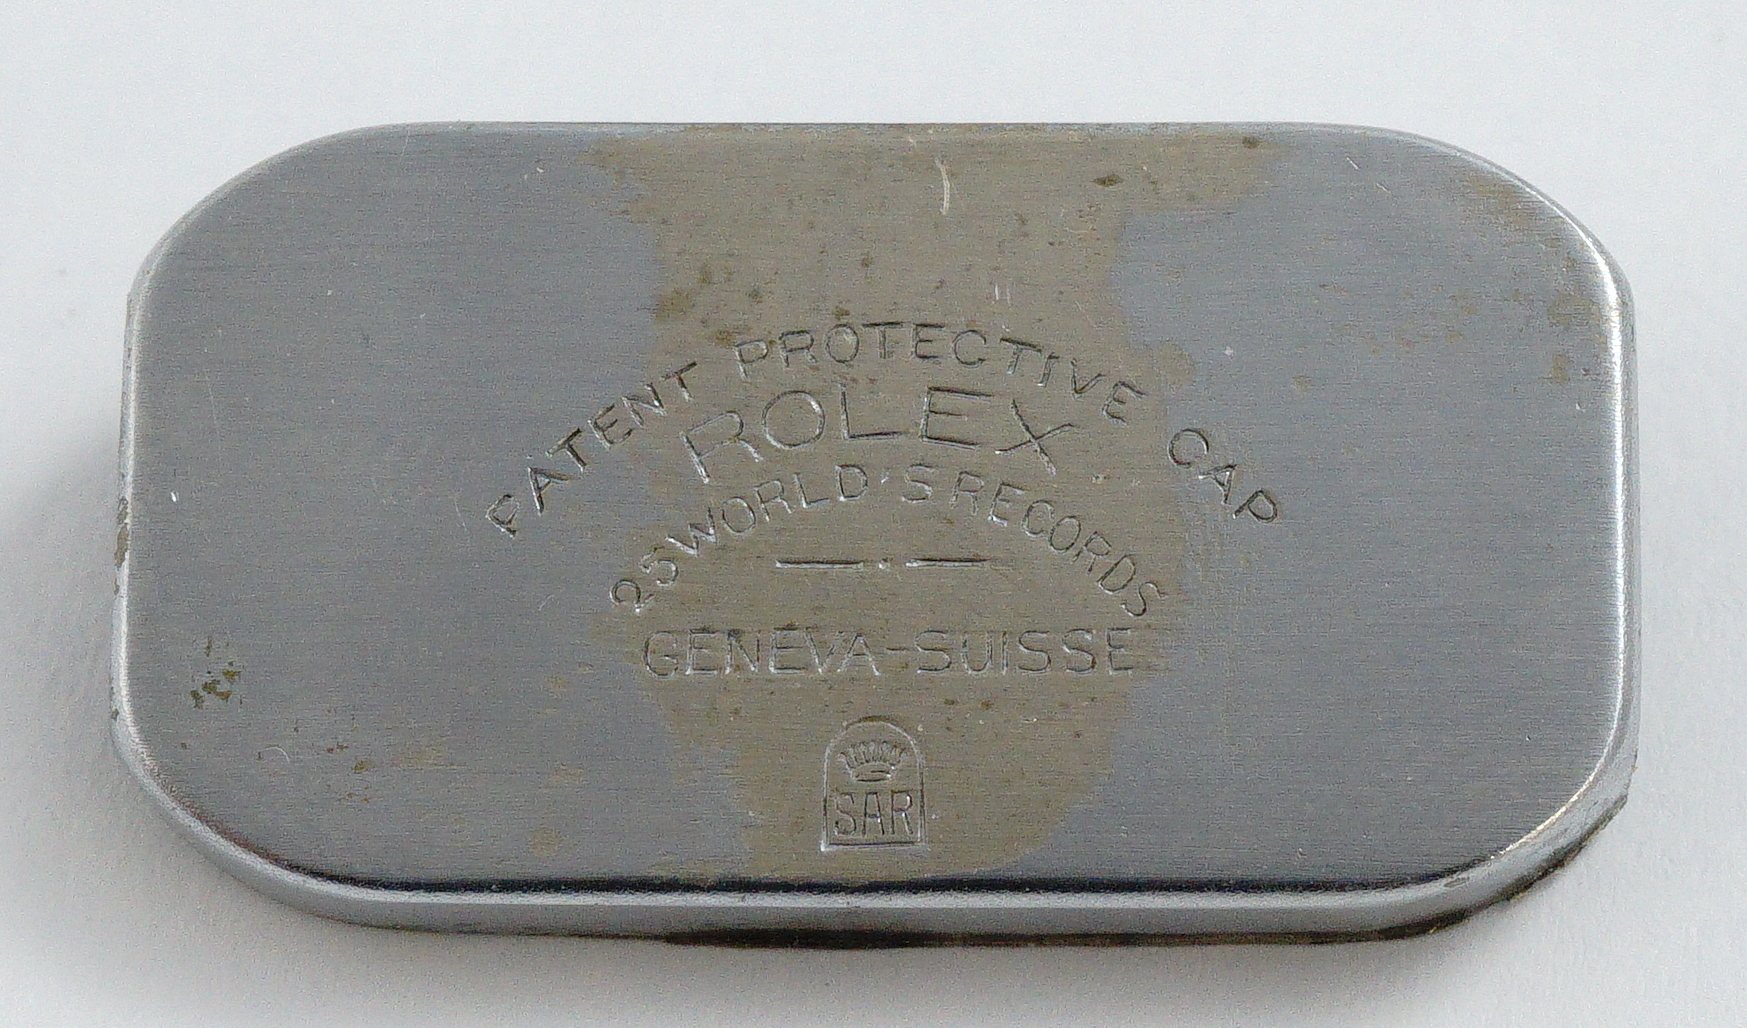 PATENT PROTECTIVE CAP
ROLEX
25 WORLD'S RECORDS
GENEVA-SUISSE
SAR